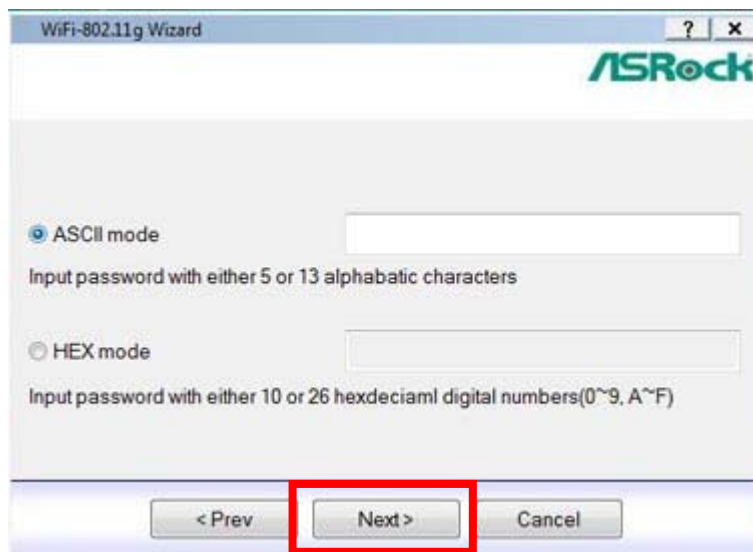 WiFi-802.11g Wizard ? x
ASRock
ASCII mode
Input password with either 5 or 13 alphabatic characters
HEX mode
Input password with either 10 or 26 hexdeciaml digital numbers(0~9, A~F)
< Prev Next > Cancel